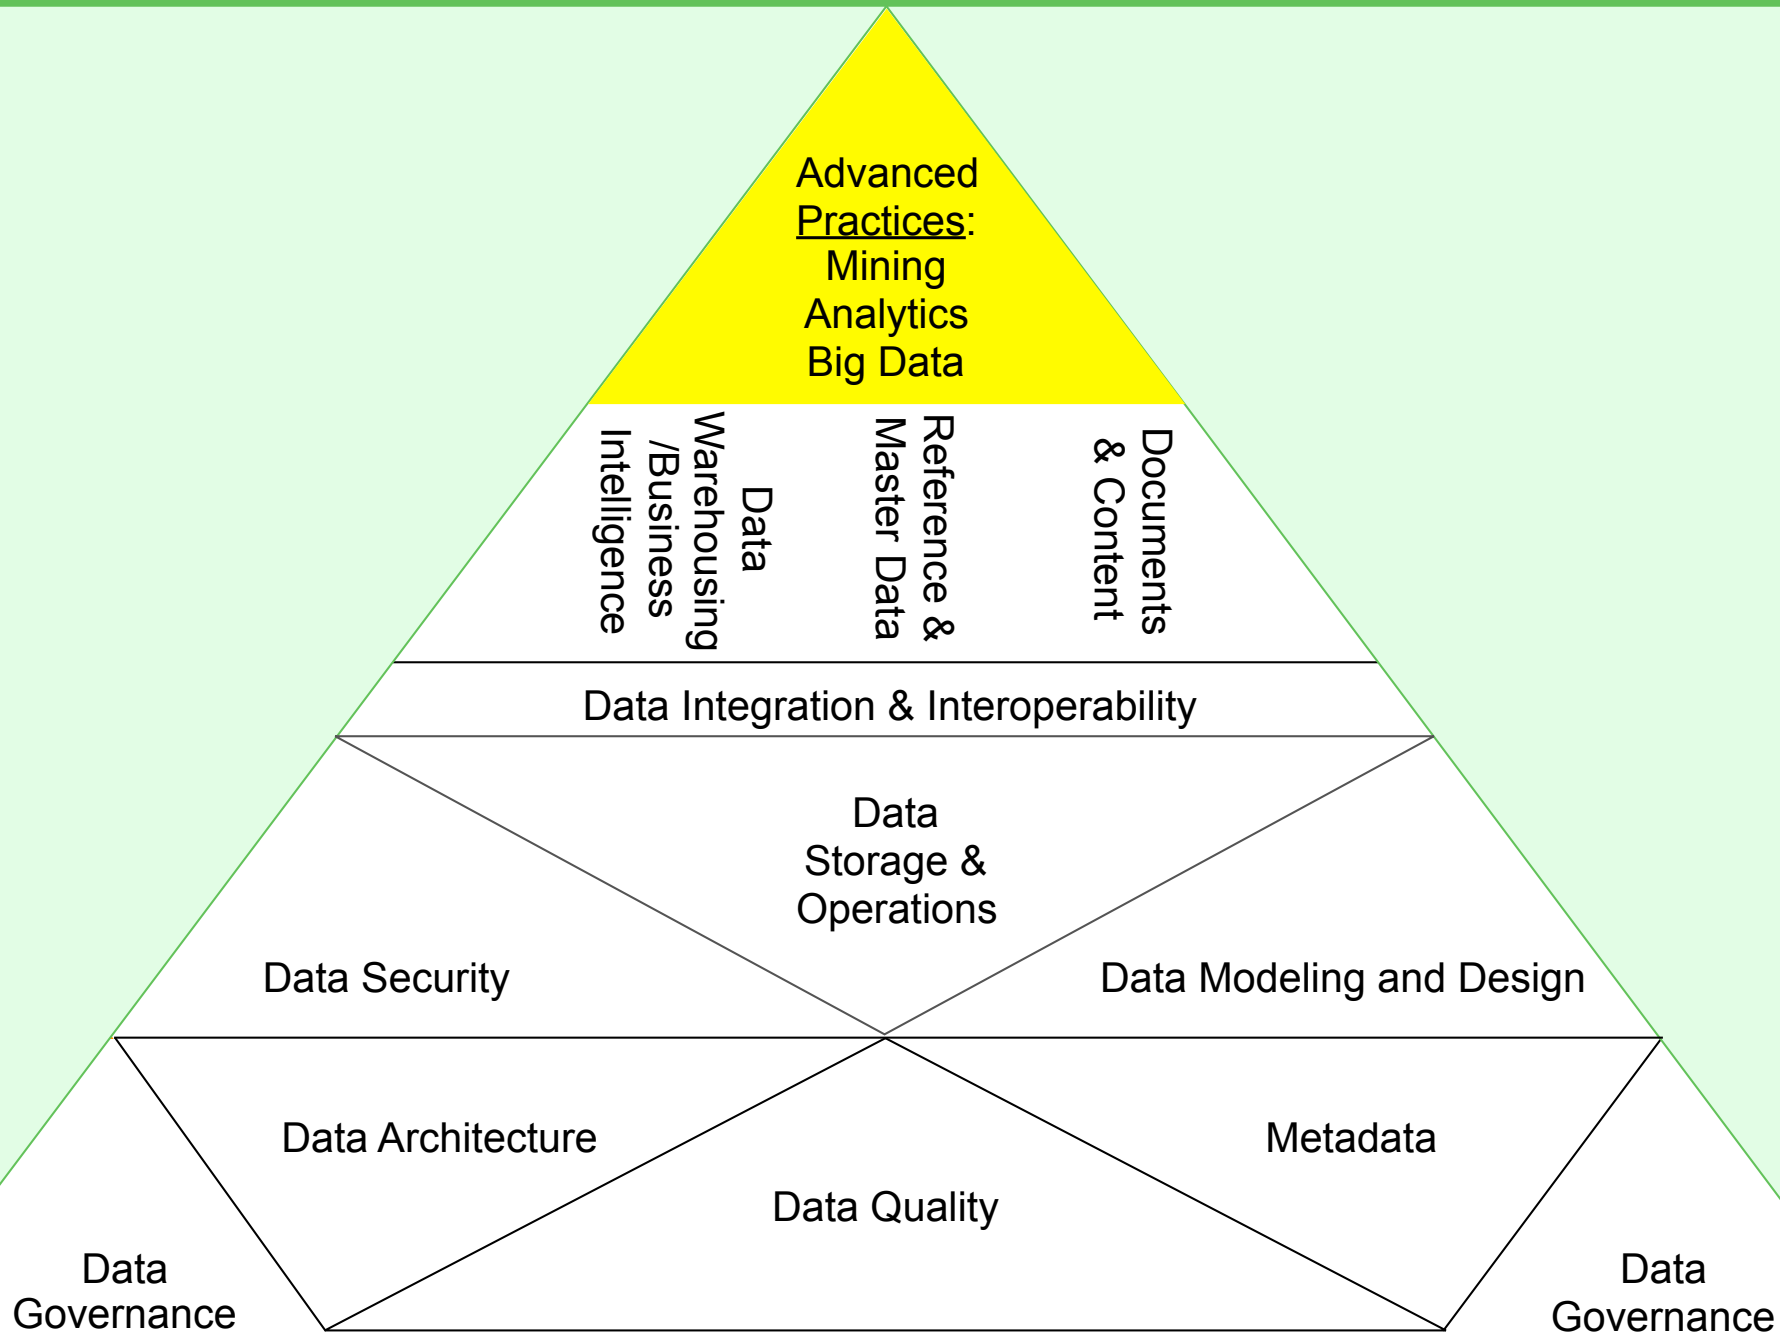 Advanced
Practices:
Mining
Analytics
Big Data
Data
Warehousing
/Business
Intelligence
Reference &
Master Data
Documents
& Content
Data Integration & Interoperability
Data
Storage &
Operations
Data Security
Data Modeling and Design
Data Architecture
Metadata
Data Quality
Data
Governance
Data
Governance